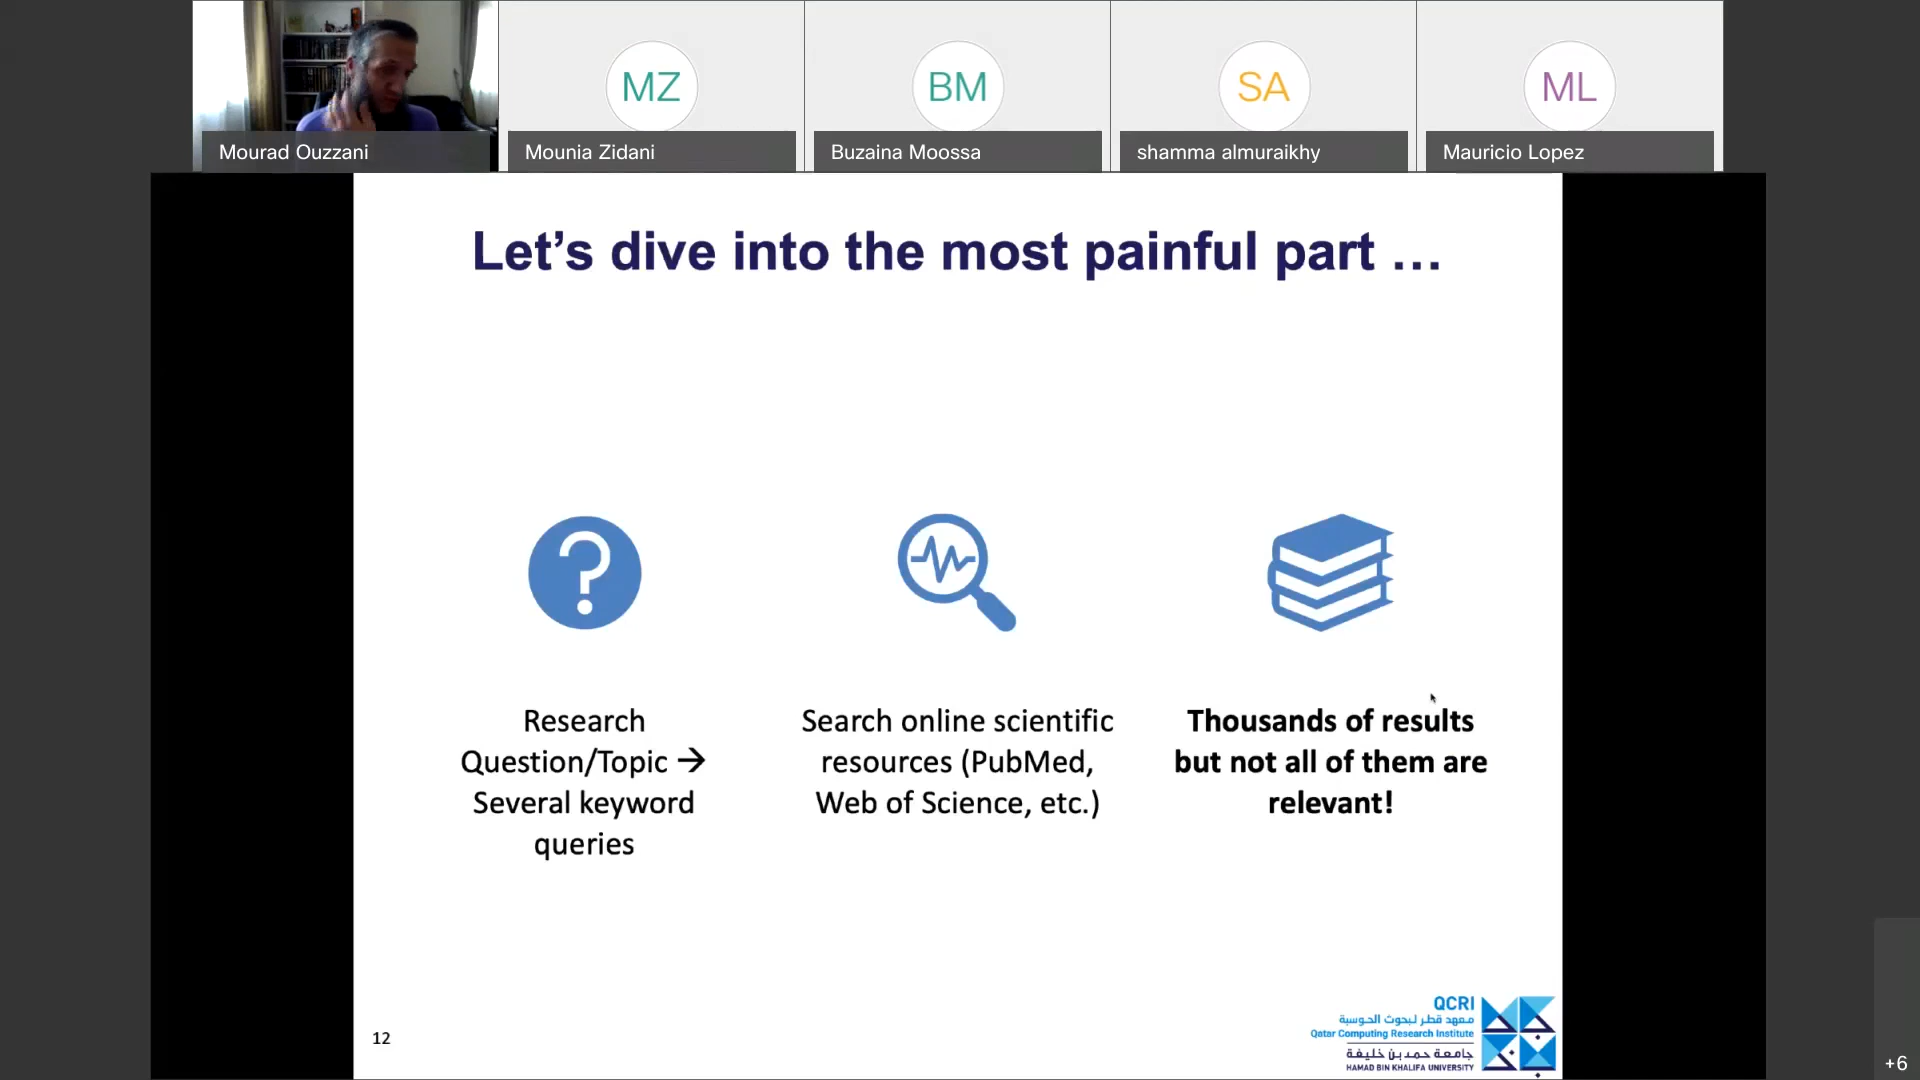 MZ
BM
SA
ML
Mourad Ouzzani
Mounia Zidani
Buzaina Moossa
shamma almuraikhy
Mauricio Lopez
Let’s dive into the most painful part …
Research
Question/Topic →
Several keyword
queries
Search online scientific
resources (PubMed,
Web of Science, etc.)
Thousands of results
but not all of them are
relevant!
12
QCRI
معهد قطر لبحوث الحوسبة
Qatar Computing Research Institute
جامعة حمد بن خليفة
HAMAD BIN KHALIFA UNIVERSITY
+6